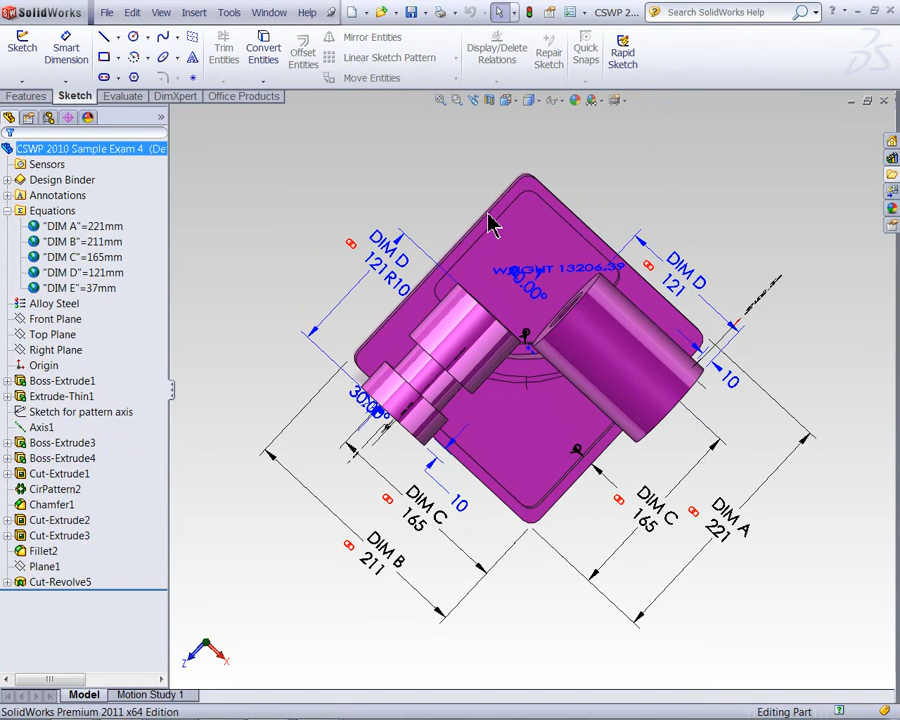 SolidWorks File Edit View Insert Tools Window Help CSWP 2... Search SolidWorks Help
Sketch
Smart Dimension
Trim Entities
Convert Entities
Offset Entities
Mirror Entities
Linear Sketch Pattern
Move Entities
Display/Delete Relations
Repair Sketch
Quick Snaps
Rapid Sketch
Features Sketch Evaluate DimXpert Office Products
CSWP 2010 Sample Exam 4 (De
Sensors
Design Binder
Annotations
Equations
"DIM A"=221mm
"DIM B"=211mm
"DIM C"=165mm
"DIM D"=121mm
"DIM E"=37mm
Alloy Steel
Front Plane
Top Plane
Right Plane
Origin
Boss-Extrude1
Extrude-Thin1
Sketch for pattern axis
Axis1
Boss-Extrude3
Boss-Extrude4
Cut-Extrude1
CirPattern2
Chamfer1
Cut-Extrude2
Cut-Extrude3
Fillet2
Plane1
Cut-Revolve5
DIM D
121 R10
WEIGHT 13206.39
DIM D
121
10
30.00°
10
DIM C
165
DIM B
211
DIM C
165
DIM A
221
Z X
Model Motion Study 1
SolidWorks Premium 2011 x64 Edition Editing Part